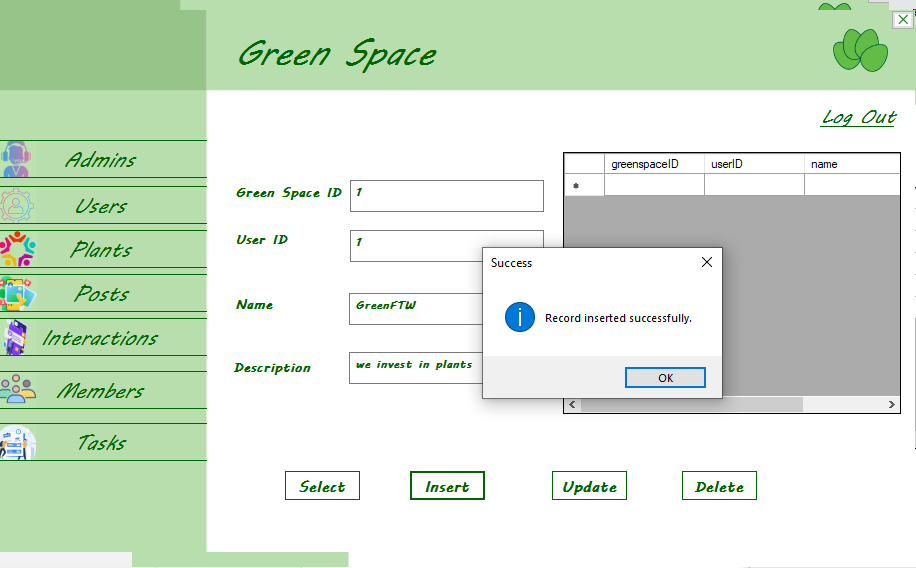 Green Space
Log Out
Admins
Users
Plants
Posts
Interactions
Members
Tasks
Green Space ID 1
User ID 1
Name GreenFTW
Description we invest in plants
greenspaceID userID name
Success
Record inserted successfully.
OK
Select Insert Update Delete